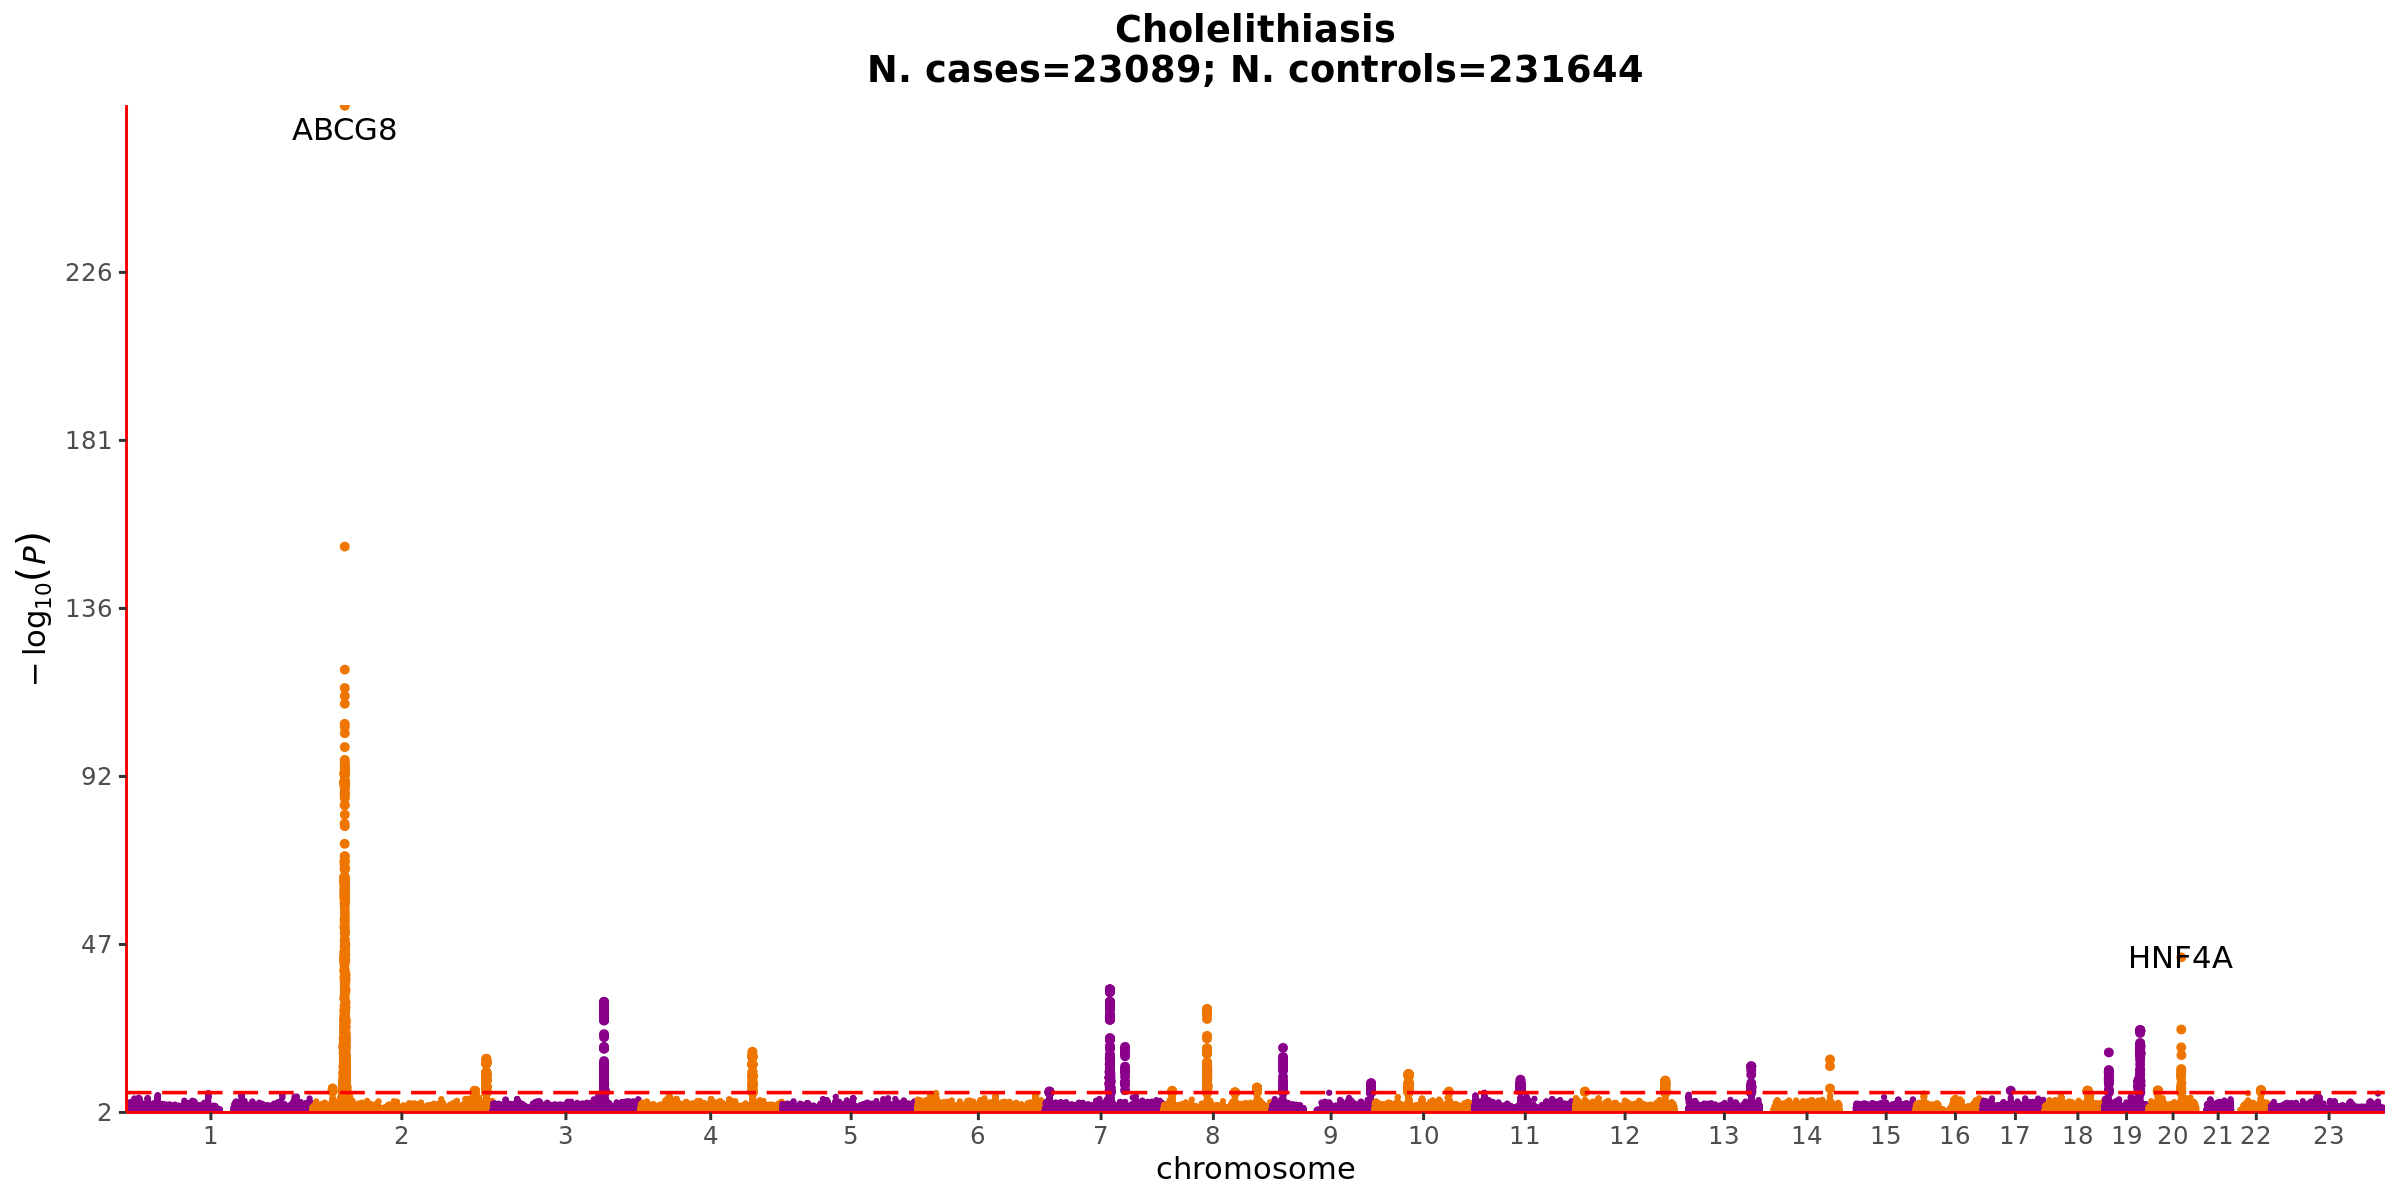 Cholelithiasis
N. cases=23089; N. controls=231644
ABCG8
226
181
136
92
47
2
−log10(P)
HNF4A
1 2 3 4 5 6 7 8 9 10 11 12 13 14 15 16 17 18 19 20 21 22 23
chromosome